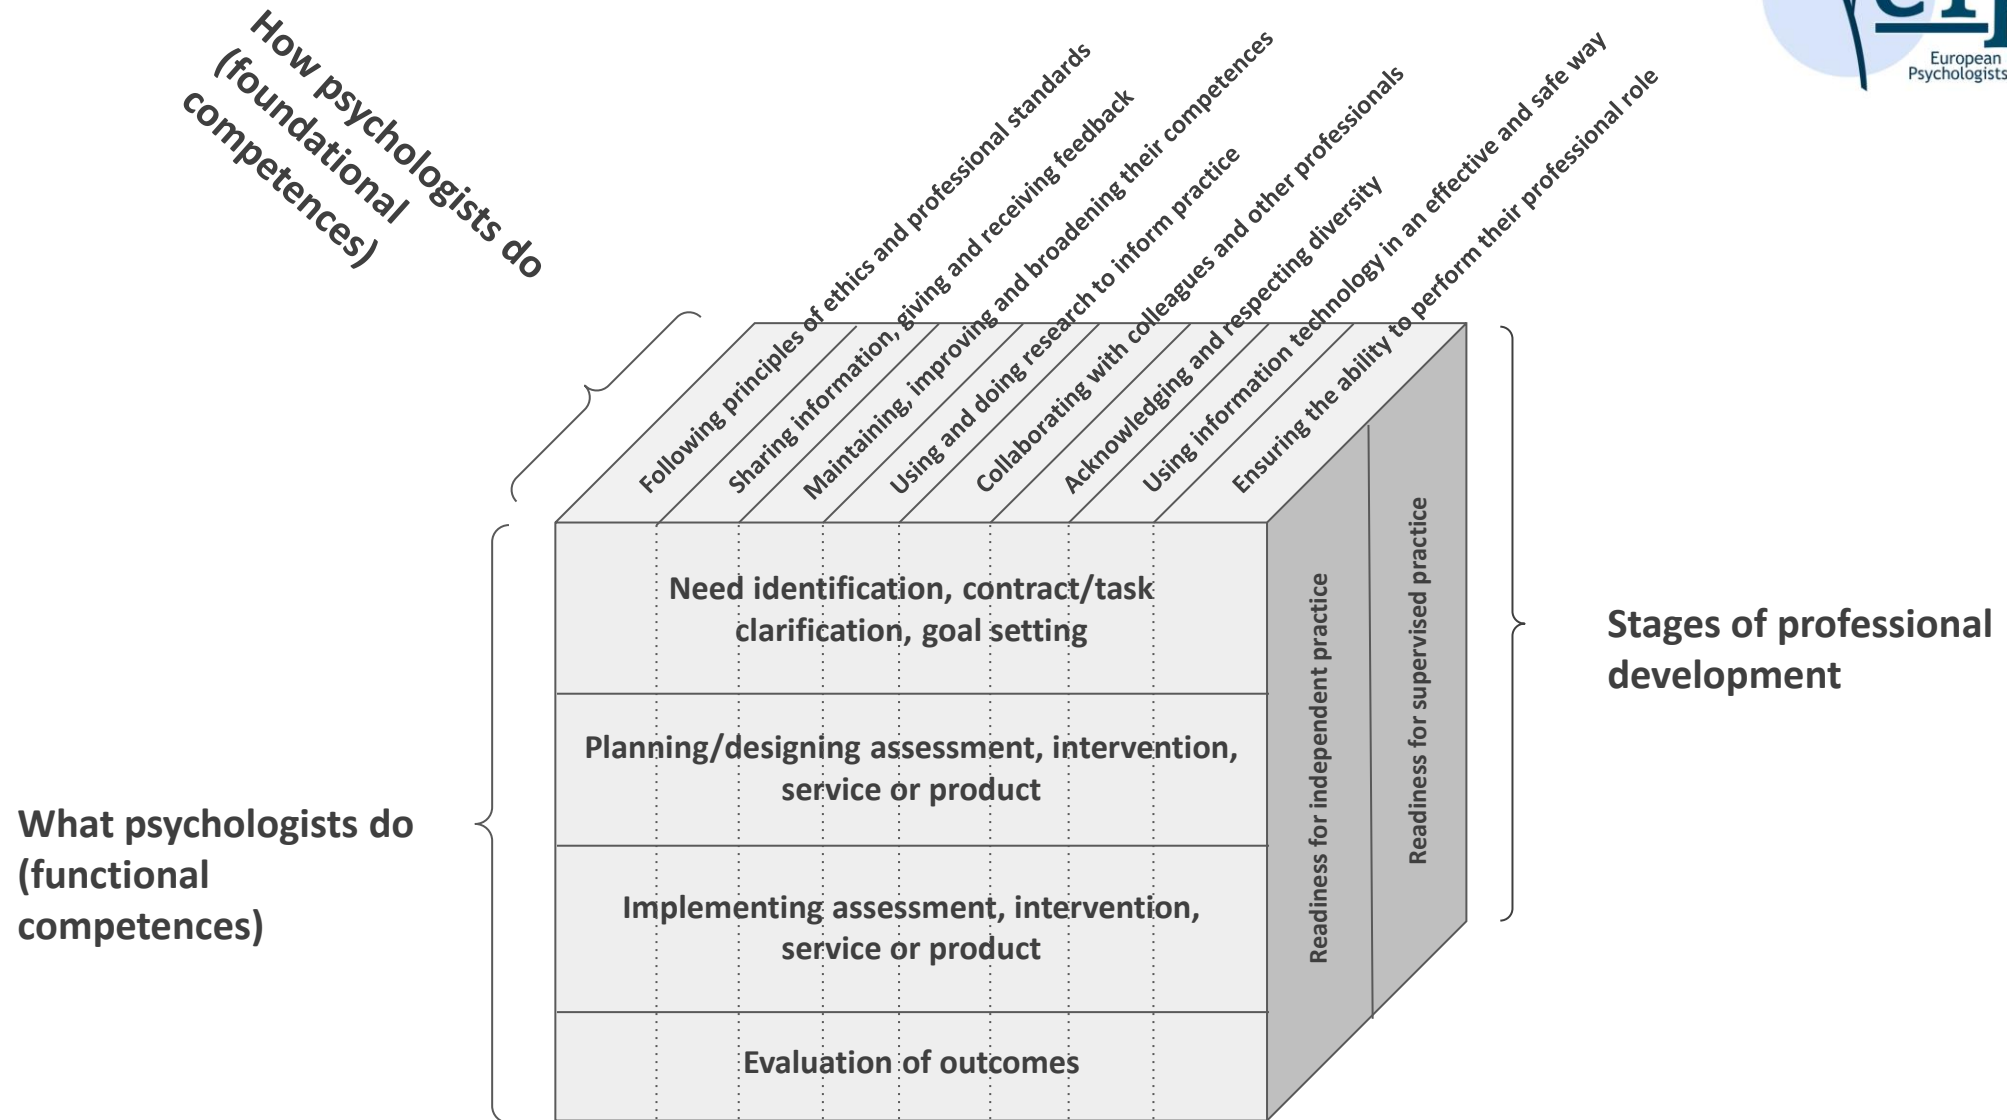 How psychologists do
(foundational
competences)
European
Psychologists
Following principles of ethics and professional standards
Sharing information, giving and receiving feedback
Maintaining, improving and broadening their competences
Using and doing research to inform practice
Collaborating with colleagues and other professionals
Acknowledging and respecting diversity
Using information technology in an effective and safe way
Ensuring the ability to perform their professional role
Need identification, contract/task
clarification, goal setting
Planning/designing assessment, intervention,
service or product
Implementing assessment, intervention,
service or product
Evaluation of outcomes
Readiness for independent practice
Readiness for supervised practice
Stages of professional
development
What psychologists do
(functional
competences)